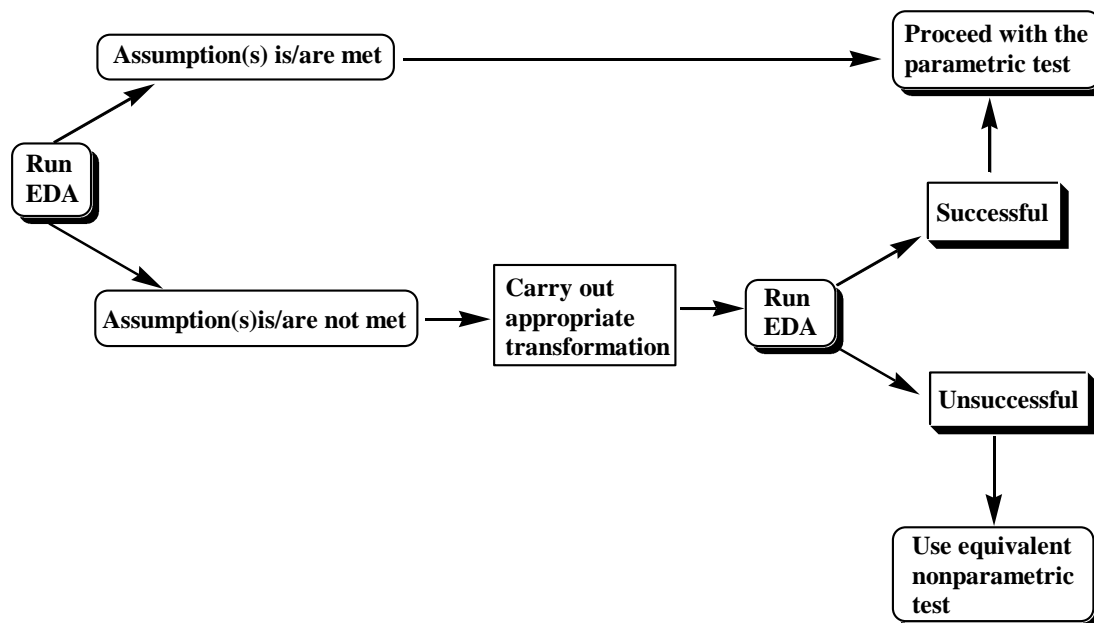 Assumption(s) is/are met
Proceed with the
parametric test
Run
EDA
Successful
Assumption(s)is/are not met
Carry out
appropriate
transformation
Run
EDA
Unsuccessful
Use equivalent
nonparametric
test